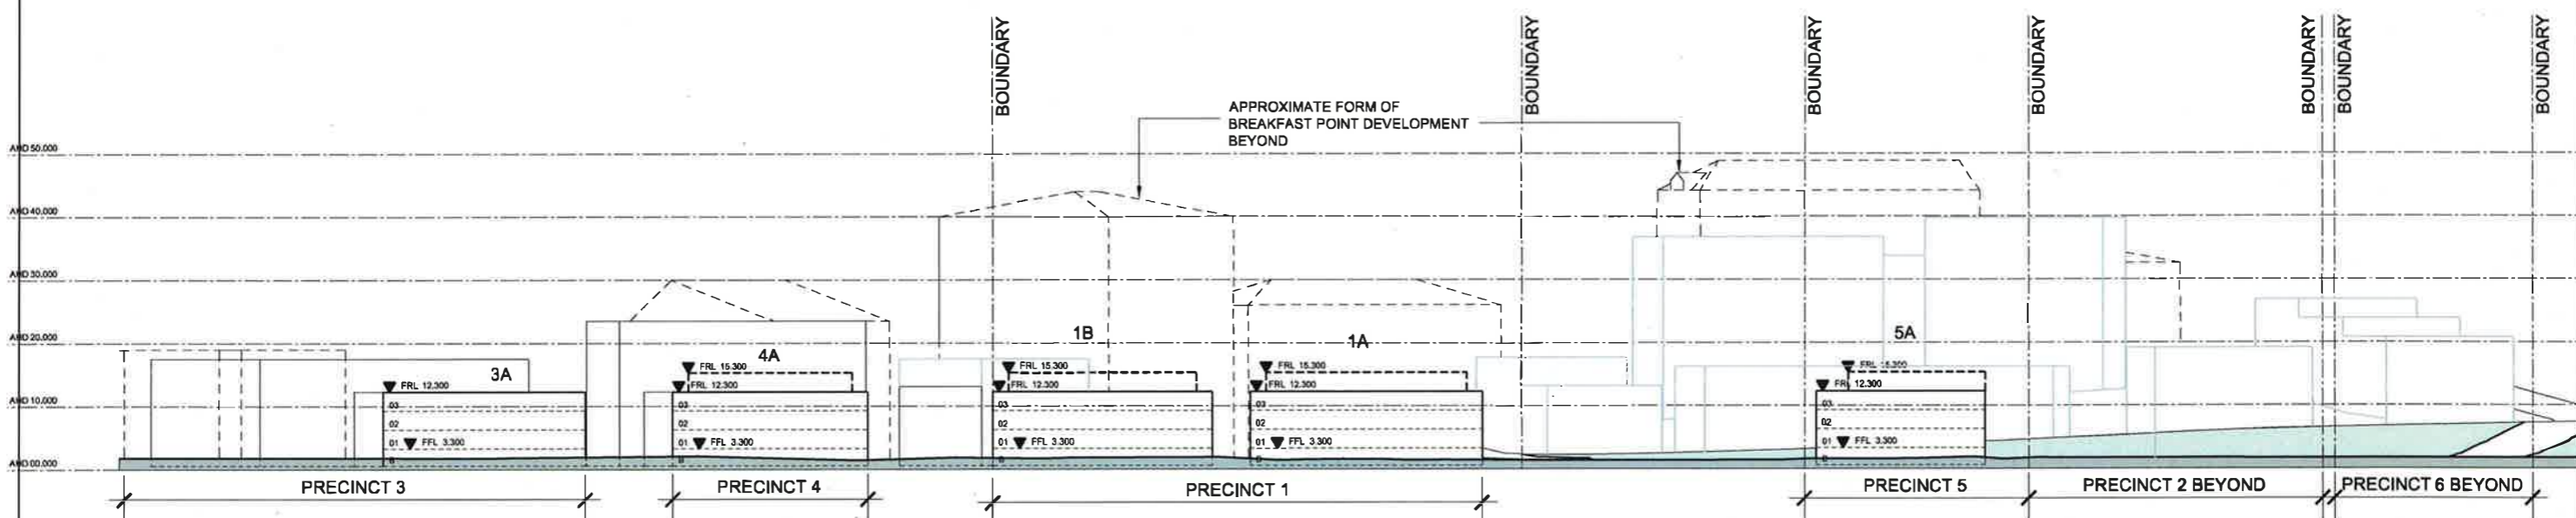 BOUNDARY
BOUNDARY
BOUNDARY
BOUNDARY
BOUNDARY
BOUNDARY
BOUNDARY
APPROXIMATE FORM OF
BREAKFAST POINT DEVELOPMENT
BEYOND
AHD 50.000
AHD 40.000
AHD 30.000
AHD 20.000
AHD 10.000
AHD 00.000
3A
FRL 12.300
03
02
01 FFL 3.300
B
4A
FRL 15.300
FRL 12.300
03
02
01 FFL 3.300
B
1B
FRL 15.300
FRL 12.300
03
02
01 FFL 3.300
B
1A
FRL 15.300
FRL 12.300
03
02
01 FFL 3.300
B
5A
FRL 15.300
FRL 12.300
03
02
01 FFL 3.300
B
PRECINCT 3
PRECINCT 4
PRECINCT 1
PRECINCT 5
PRECINCT 2 BEYOND
PRECINCT 6 BEYOND